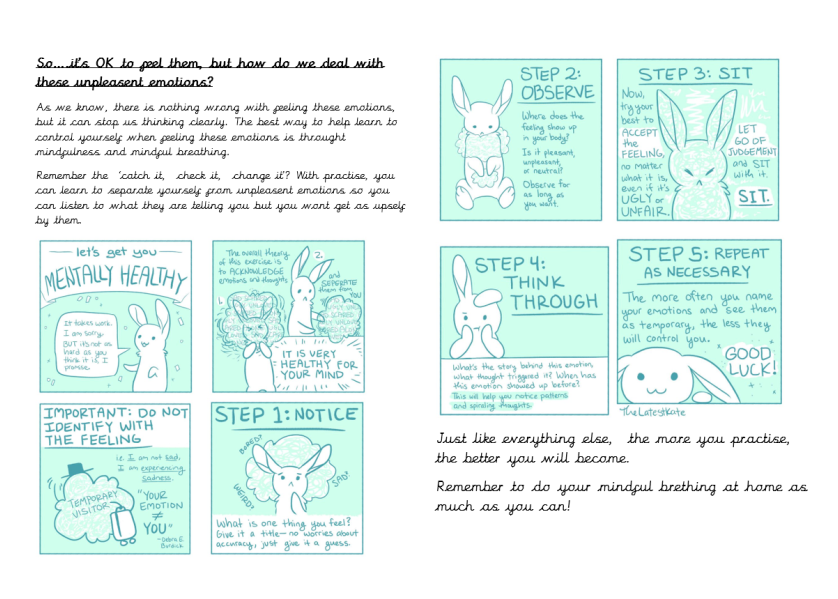 So....it's OK to feel them, but how do we deal with
these unpleasent emotions?
As we know, there is nothing wrong with feeling these emotions,
but it can stop us thinking clearly. The best way to help learn to
control yourself when feeling these emotions is throught
mindfulness and mindful breathing.
Remember the 'catch it, check it, change it'? With practise, you
can learn to separate yourself from unpleasent emotions so you
can listen to what they are telling you but you wont get as upself
by them.
let's get you
MENTALLY HEALTHY
It takes work.
I am sorry.
BUT it's not as
hard as you
think it is, I
promise.
The overall theory
of this exercise is
to ACKNOWLEDGE
emotions and thoughts
1.
2.
and
SEPERATE
them from
YOU
IT IS VERY
HEALTHY FOR
YOUR MIND
IMPORTANT: DO NOT
IDENTIFY WITH
THE FEELING
i.e. I am not SAD,
I am experiencing
sadness.
TEMPORARY
VISITOR
"YOUR
EMOTION
≠
YOU"
STEP 1: NOTICE
BORED?
WEIRD?
SAD?
What is one thing you feel?
Give it a title— no worries about
accuracy, just give it a guess.
STEP 2:
OBSERVE
Where does the
feeling show up
in your body?
Is it pleasant,
unpleasant,
or neutral?
Observe for
as long as
you want.
STEP 3: SIT
Now,
try your
best to
ACCEPT
the
FEELING,
no matter
what it is,
even if it's
UGLY or
UNFAIR.
LET
GO OF
JUDGEMENT
and SIT
with it.
SIT.
STEP 4:
THINK
THROUGH
What's the story behind this emotion,
what thought triggered it? When has
this emotion showed up before?
This will help you notice patterns
and spiraling thoughts.
STEP 5: REPEAT
AS NECESSARY
The more often you name
your emotions and see them
as temporary, the less they
will control you.
GOOD
LUCK!
TheLatestKate
Just like everything else, the more you practise,
the better you will become.
Remember to do your mindful brething at home as
much as you can!